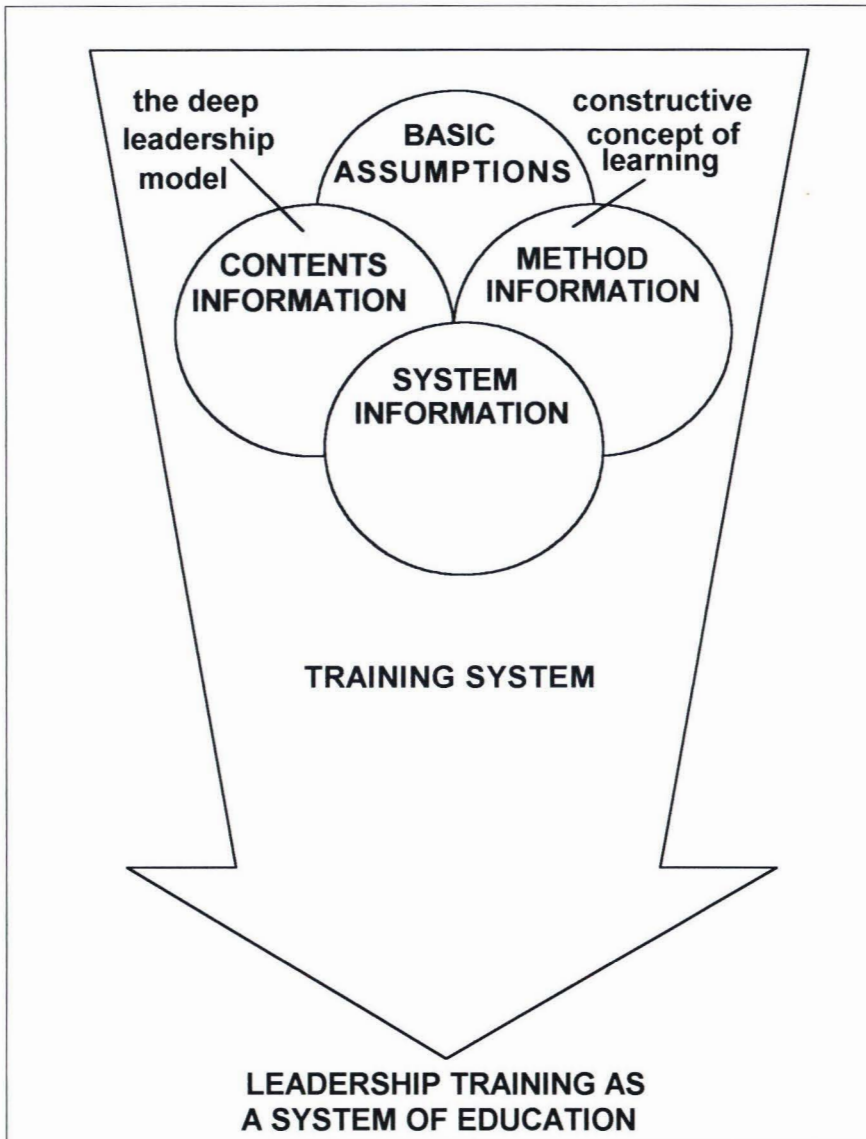 the deep
leadership
model
constructive
concept of
learning
BASIC
ASSUMPTIONS
CONTENTS
INFORMATION
METHOD
INFORMATION
SYSTEM
INFORMATION
TRAINING SYSTEM
LEADERSHIP TRAINING AS
A SYSTEM OF EDUCATION